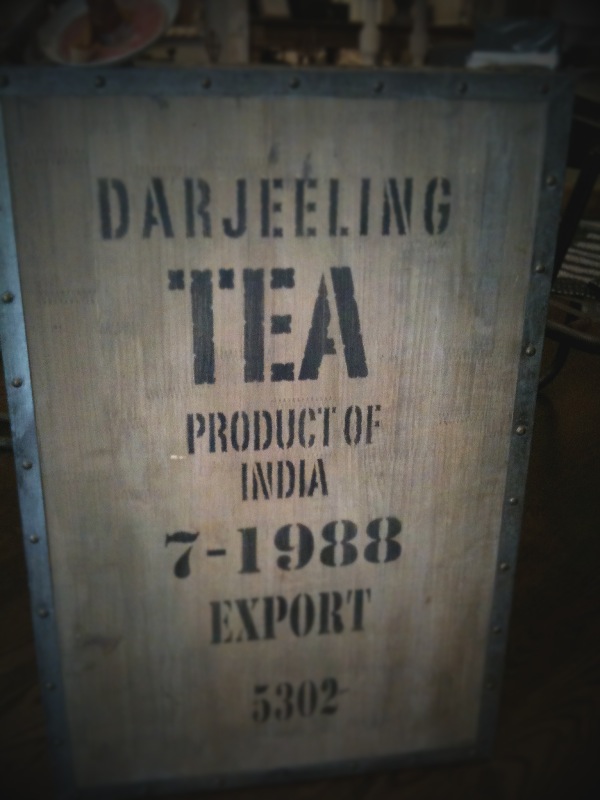 DARJEELING
TEA
PRODUCT OF
INDIA
7-1988
EXPORT
5302